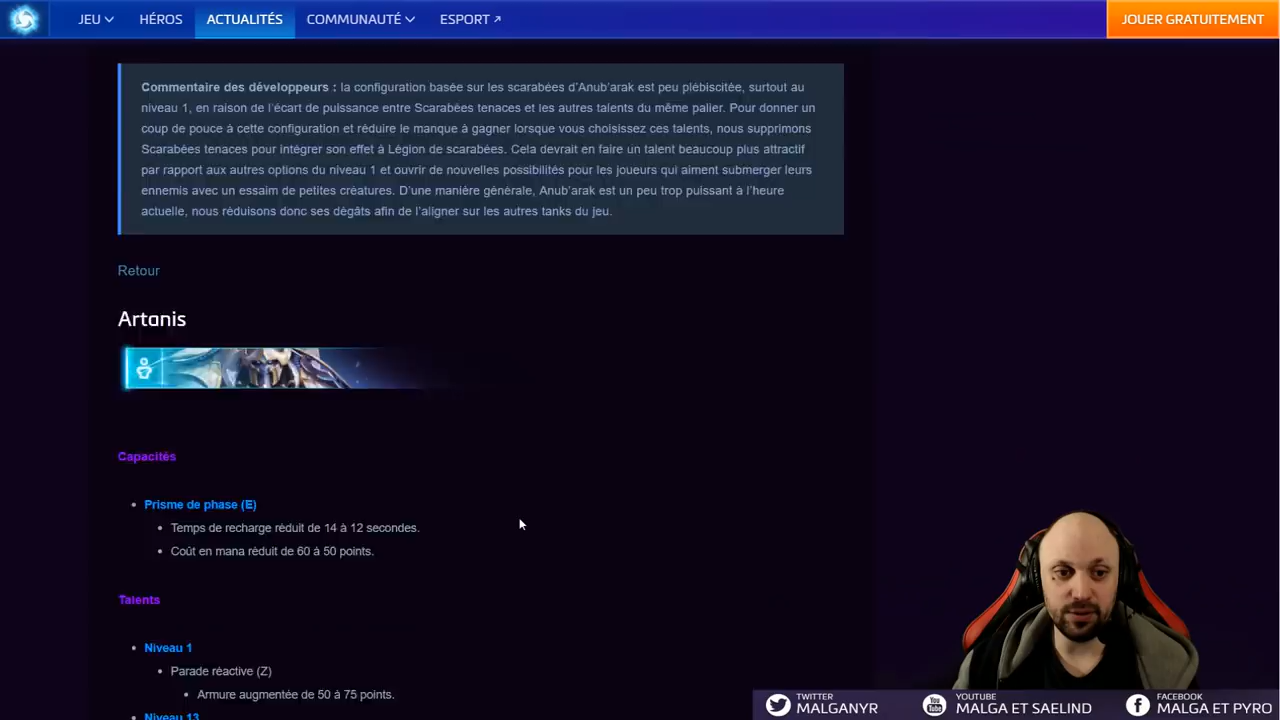 JEU
HÉROS
ACTUALITÉS
COMMUNAUTÉ
ESPORT
JOUER GRATUITEMENT
Commentaire des développeurs : la configuration basée sur les scarabées d’Anub’arak est peu plébiscitée, surtout au
niveau 1, en raison de l’écart de puissance entre Scarabées tenaces et les autres talents du même palier. Pour donner un
coup de pouce à cette configuration et réduire le manque à gagner lorsque vous choisissez ces talents, nous supprimons
Scarabées tenaces pour intégrer son effet à Légion de scarabées. Cela devrait en faire un talent beaucoup plus attractif
par rapport aux autres options du niveau 1 et ouvrir de nouvelles possibilités pour les joueurs qui aiment submerger leurs
ennemis avec un essaim de petites créatures. D’une manière générale, Anub’arak est un peu trop puissant à l’heure
actuelle, nous réduisons donc ses dégâts afin de l’aligner sur les autres tanks du jeu.
Retour
Artanis
Capacités
Prisme de phase (E)
Temps de recharge réduit de 14 à 12 secondes.
Coût en mana réduit de 60 à 50 points.
Talents
Niveau 1
Parade réactive (Z)
Armure augmentée de 50 à 75 points.
Niveau 13
TWITTER
MALGANYR
YOUTUBE
MALGA ET SAELIND
FACEBOOK
MALGA ET PYRO